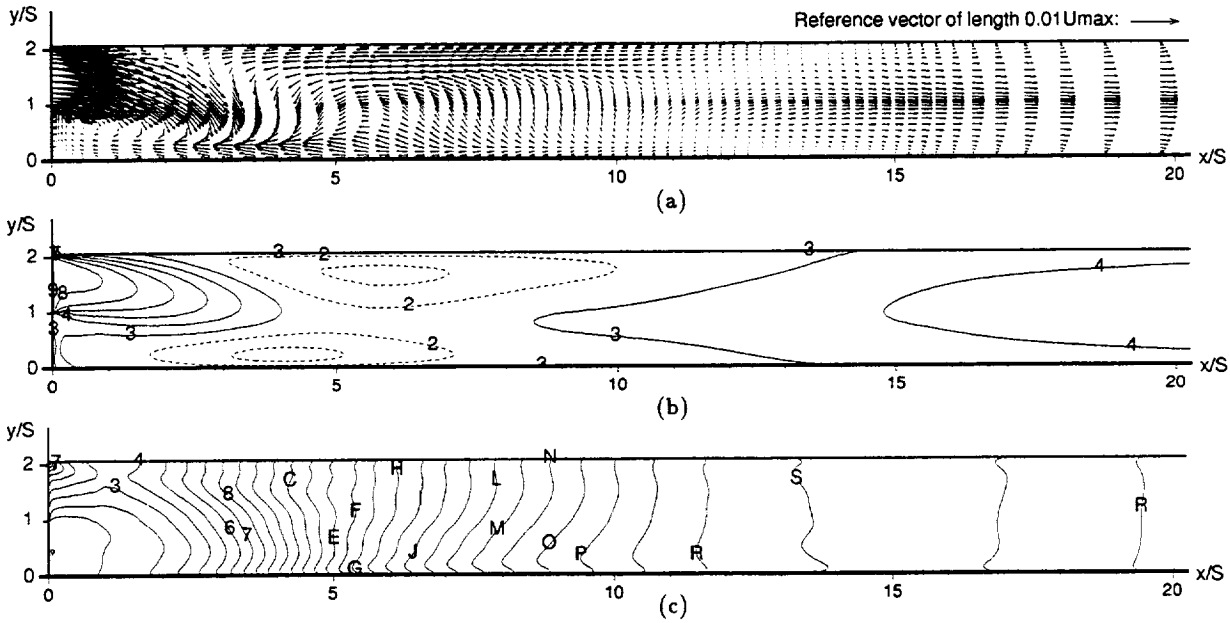 y/S
Reference vector of length 0.01Umax:
2
1
0
0 5 10 15 20
x/S
(a)
y/S
3 2 3
2 4
9 8 2
1 4
3 3 3 2 4
0 3
0 5 10 15 20
x/S
(b)
y/S
7 4 H N
2 C L S
3 8 F R
1 6 7 E M O
J P R
0 G
0 5 10 15 20
x/S
(c)